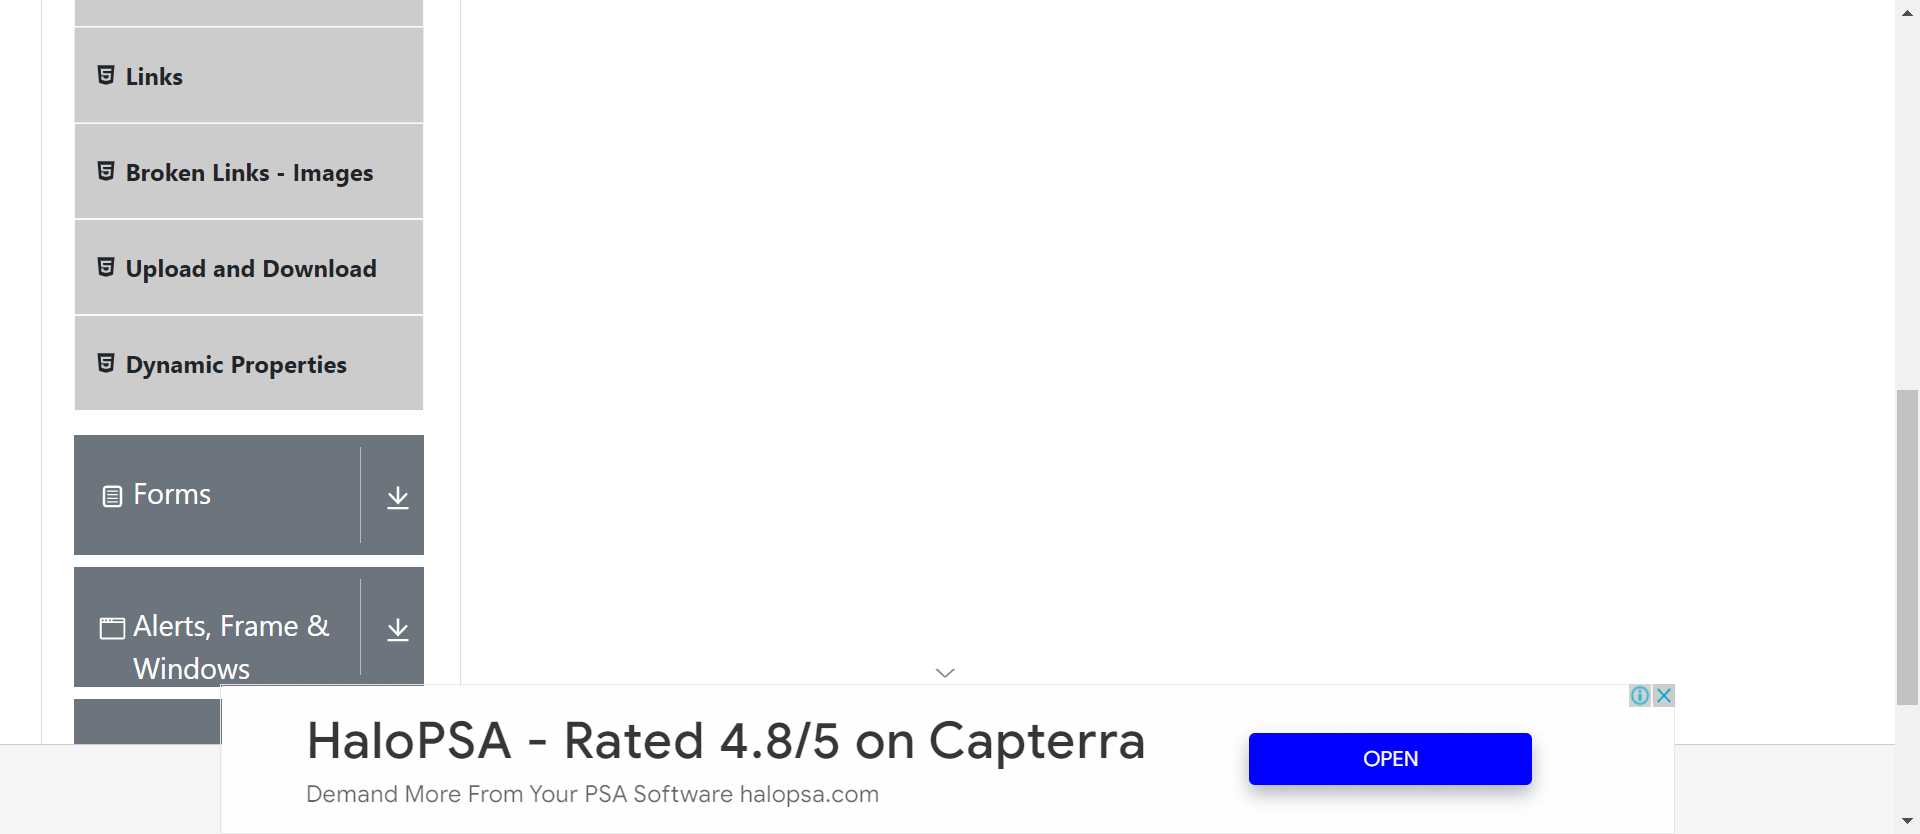 Links
Broken Links - Images
Upload and Download
Dynamic Properties
Forms
Alerts, Frame &
Windows
HaloPSA - Rated 4.8/5 on Capterra
OPEN
Demand More From Your PSA Software halopsa.com